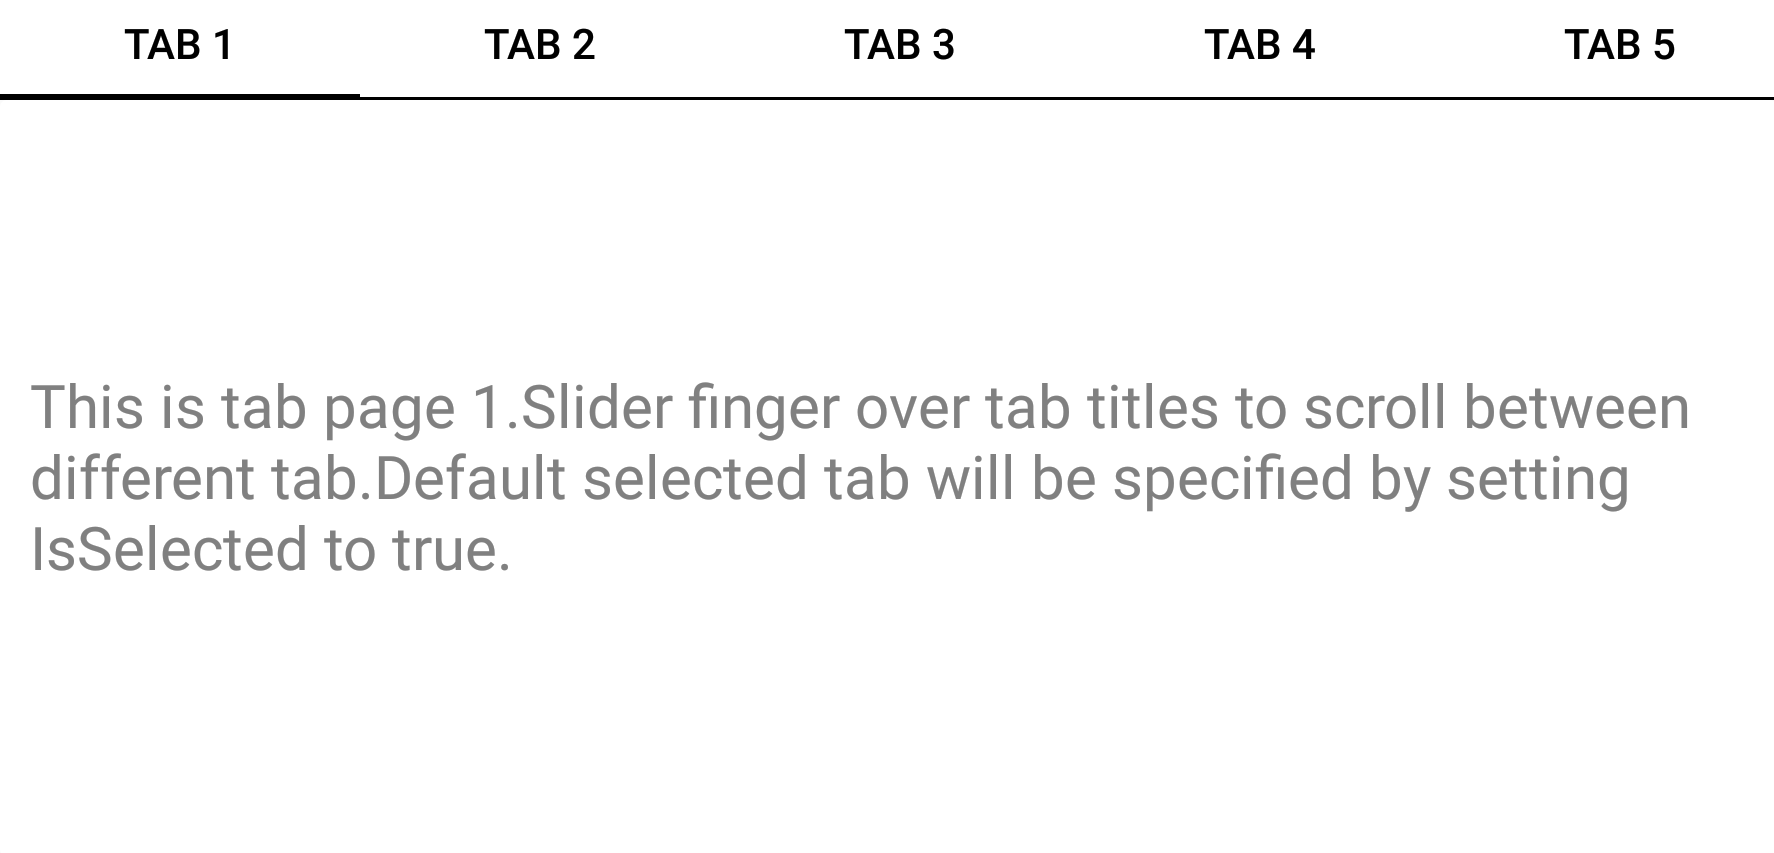 TAB 1 TAB 2 TAB 3 TAB 4 TAB 5
This is tab page 1.Slider finger over tab titles to scroll between
different tab.Default selected tab will be specified by setting
IsSelected to true.